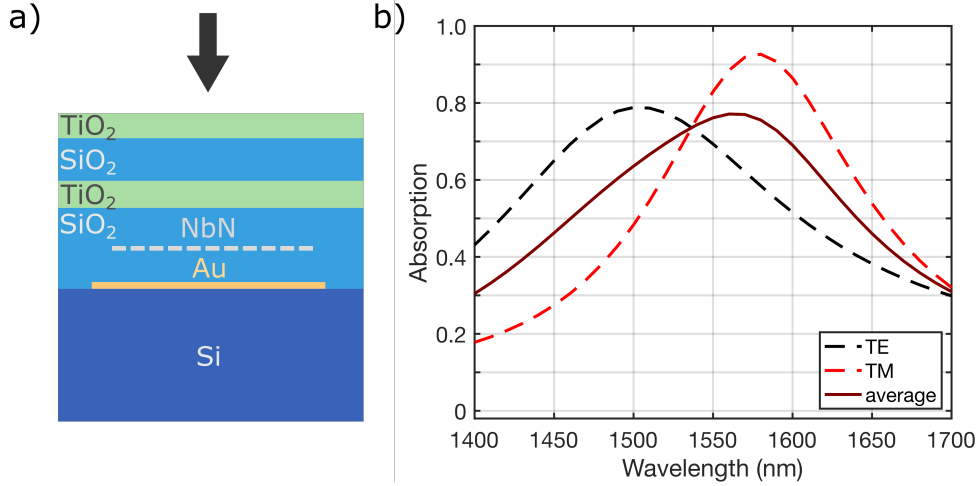 a)
TiO2
SiO2
TiO2
SiO2
NbN
Au
Si
b)
1.0
0.8
0.6
0.4
0.2
0
Absorption
1400
1450
1500
1550
1600
1650
1700
Wavelength (nm)
TE
TM
average